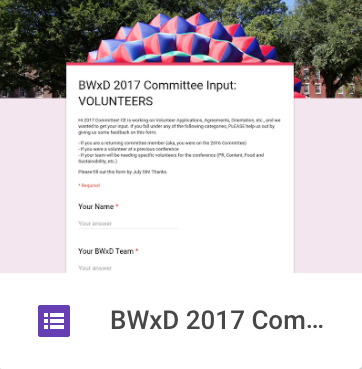 BWxD 2017 Committee Input:
VOLUNTEERS
Hi 2017 Committee! CE is working on Volunteer Applications, Agreements, Orientation, etc., and we
wanted to get your input. If you fall under any of the following categories, PLEASE help us out by
giving us some feedback on this form.
- If you are a returning committee member (aka, you were on the 2016 Committee)
- If you were a volunteer at a previous conference
- If your team will be needing specific volunteers for the conference (PR, Content, Food and
Sustainability, etc.)
Please fill out this form by July 5th! Thanks
* Required
Your Name *
Your answer
Your BWxD Team *
Your answer
BWxD 2017 Com...